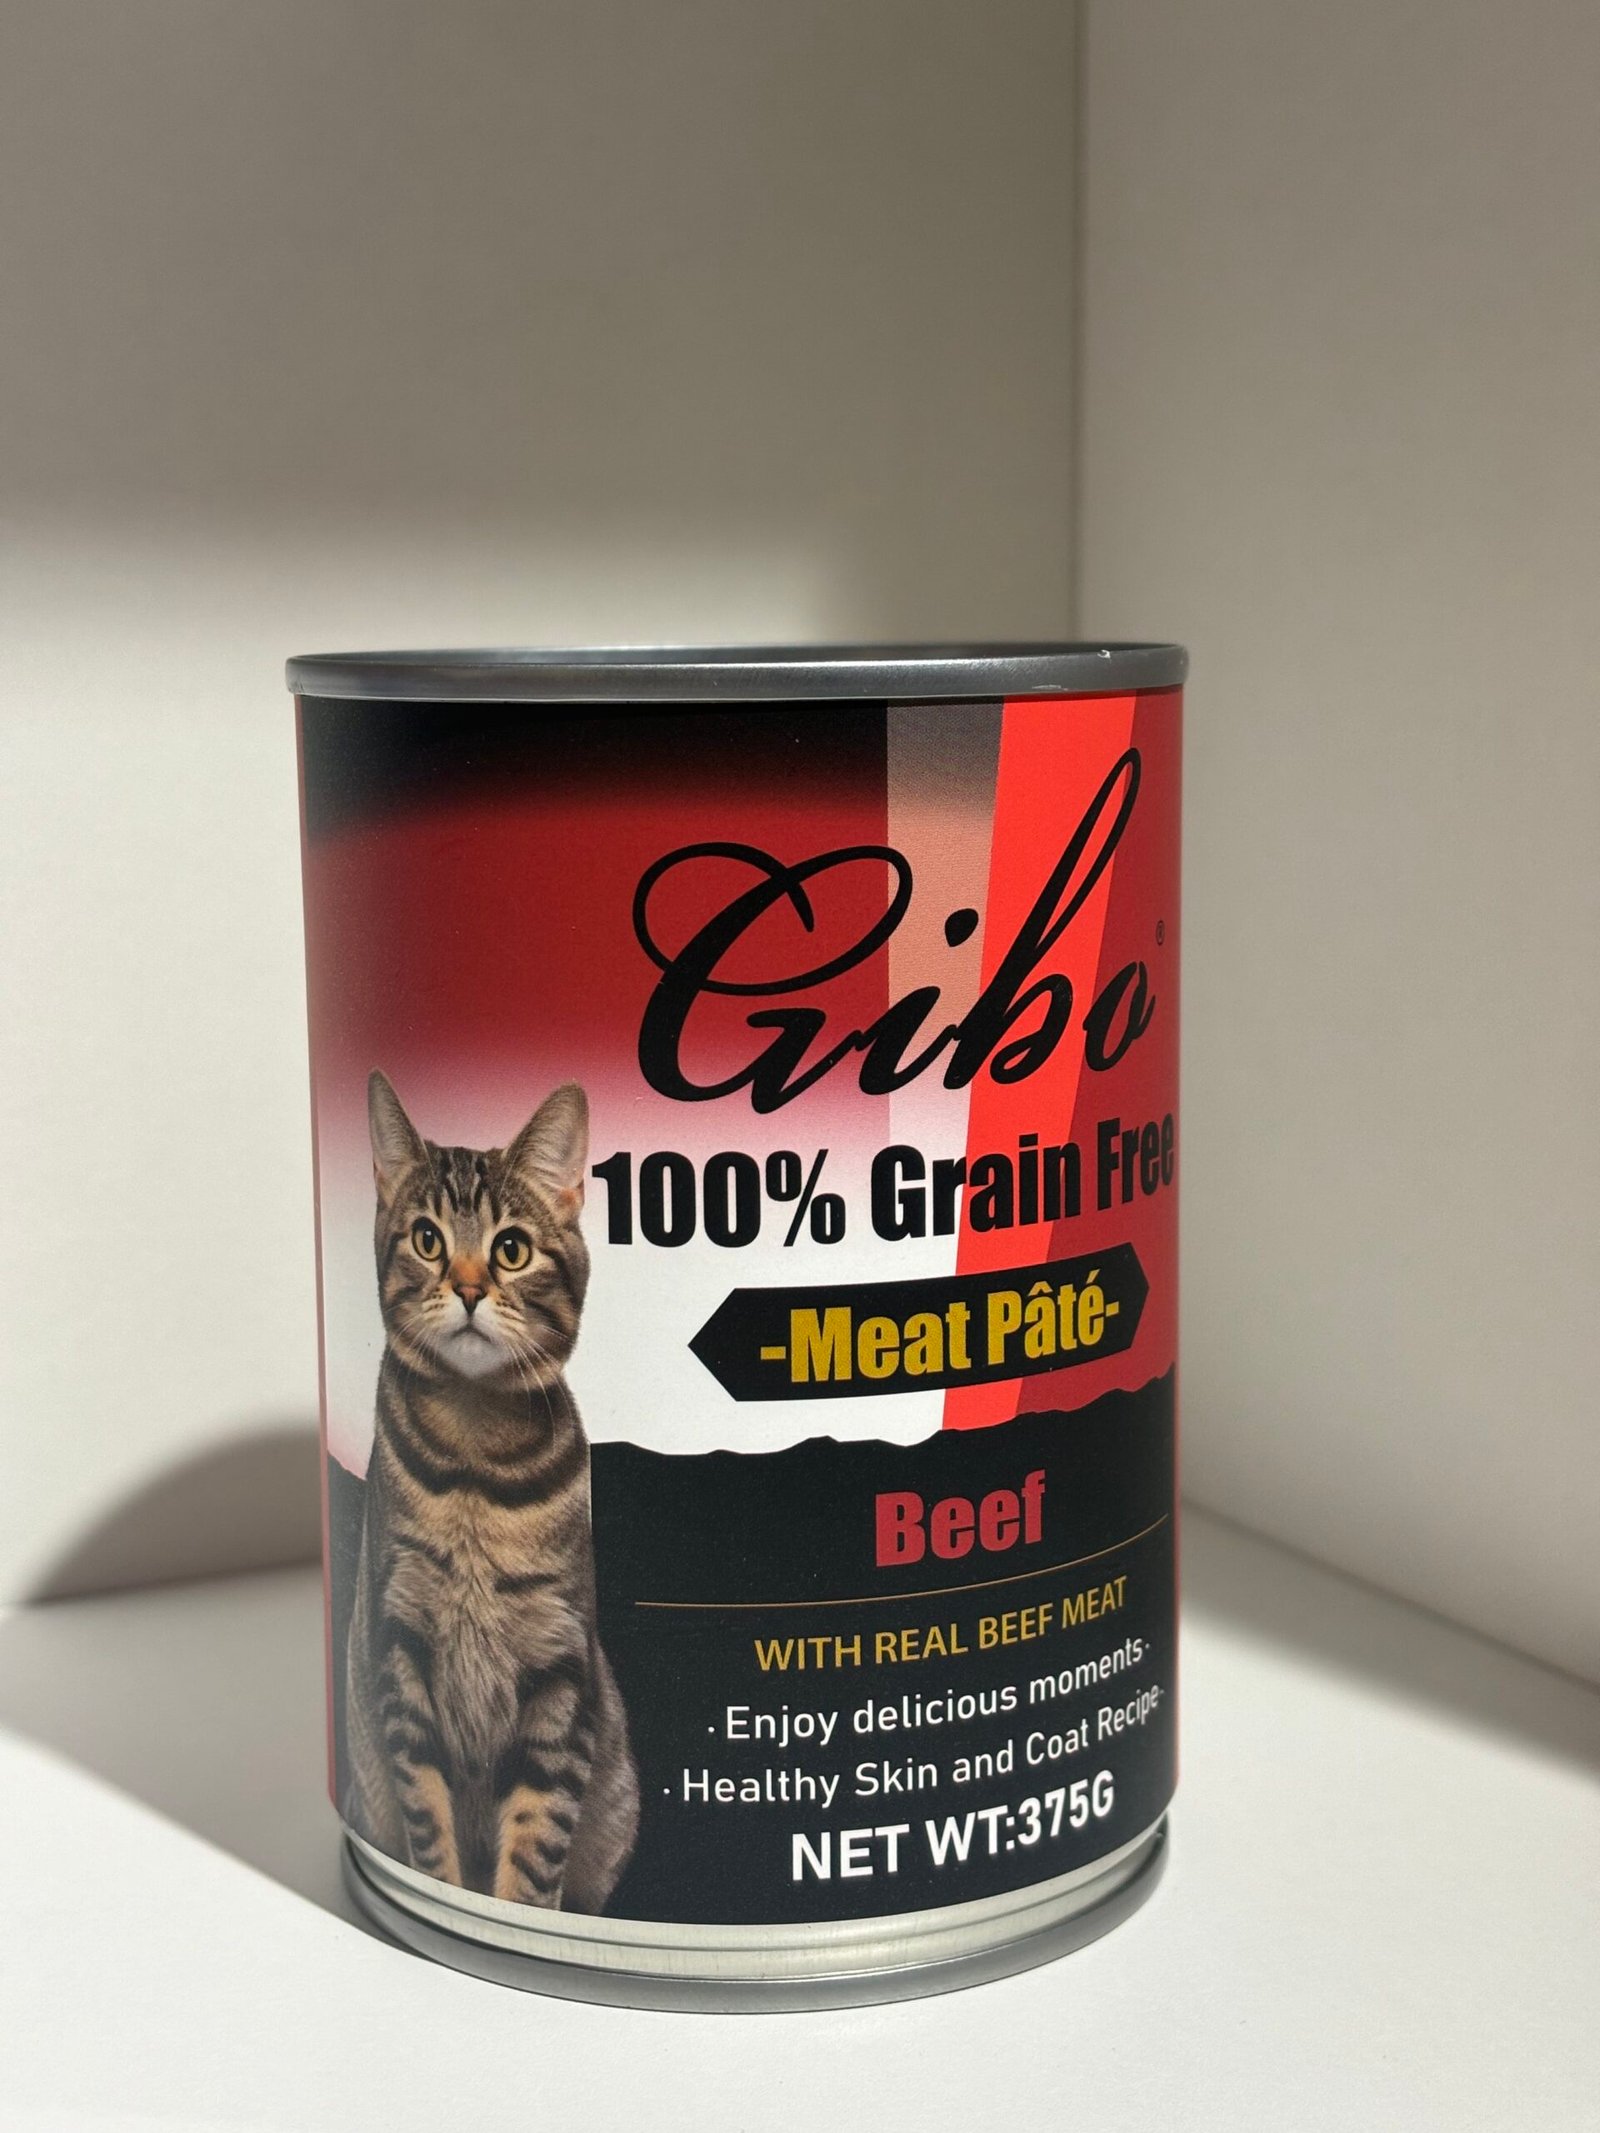 Gibo®
100% Grain Free
-Meat Pâté-
Beef
WITH REAL BEEF MEAT
·Enjoy delicious moments·
·Healthy Skin and Coat Recipe·
NET WT:375G